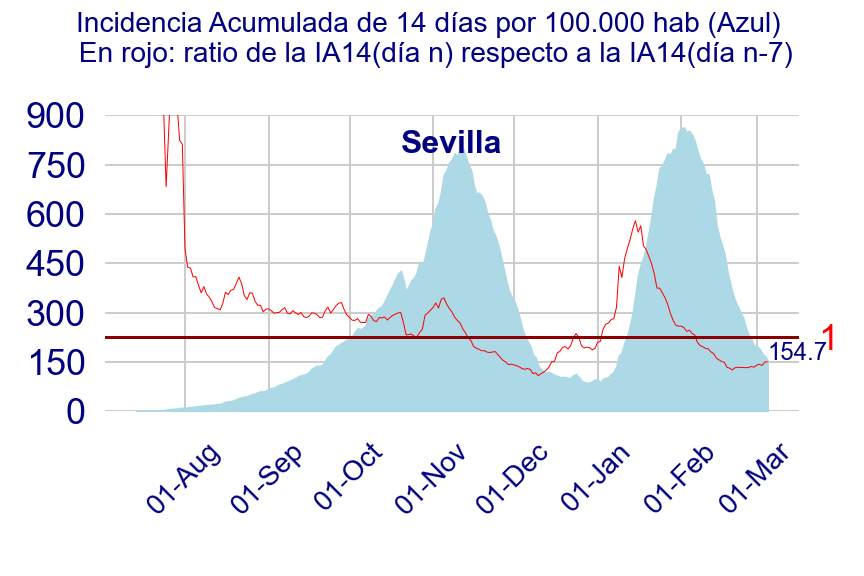 Incidencia Acumulada de 14 días por 100.000 hab (Azul)
En rojo: ratio de la IA14(día n) respecto a la IA14(día n-7)
900
Sevilla
750
600
450
300
1
154.7
150
0
01-Aug
01-Sep
01-Oct
01-Nov
01-Dec
01-Jan
01-Feb
01-Mar